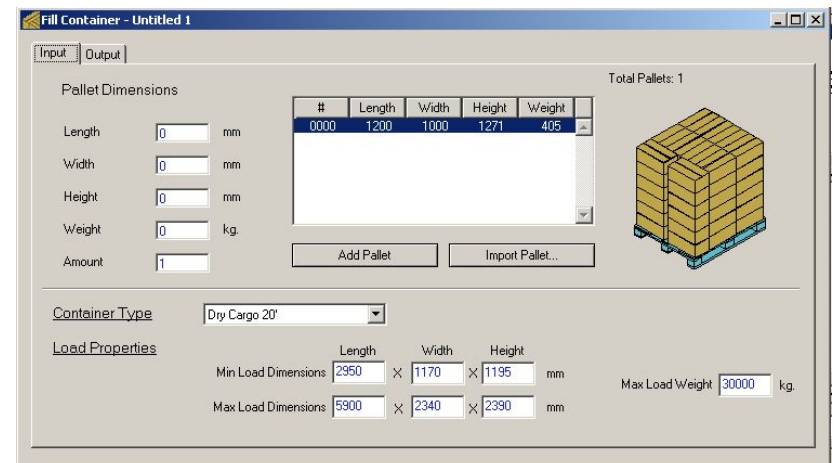 Fill Container - Untitled 1
Input Output
Total Pallets: 1
Pallet Dimensions
# Length Width Height Weight
0000 1200 1000 1271 405
Length 0 mm
Width 0 mm
Height 0 mm
Weight 0 kg.
Amount 1
Add Pallet Import Pallet...
Container Type Dry Cargo 20'
Load Properties
Length Width Height
Min Load Dimensions 2950 X 1170 X 1195 mm
Max Load Weight 30000 kg.
Max Load Dimensions 5900 X 2340 X 2390 mm